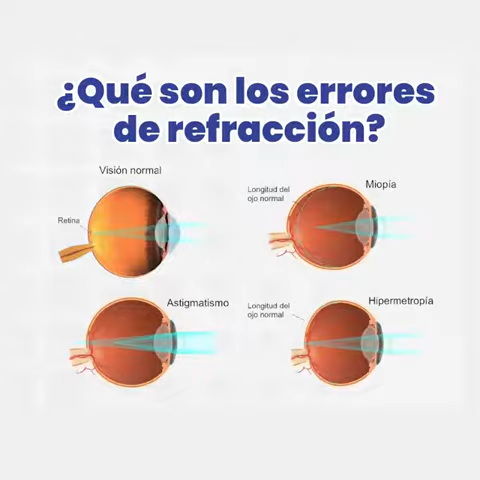 ¿Qué son los errores
de refracción?
Visión normal
Retina
Longitud del
ojo normal
Miopía
Astigmatismo
Longitud del
ojo normal
Hipermetropía